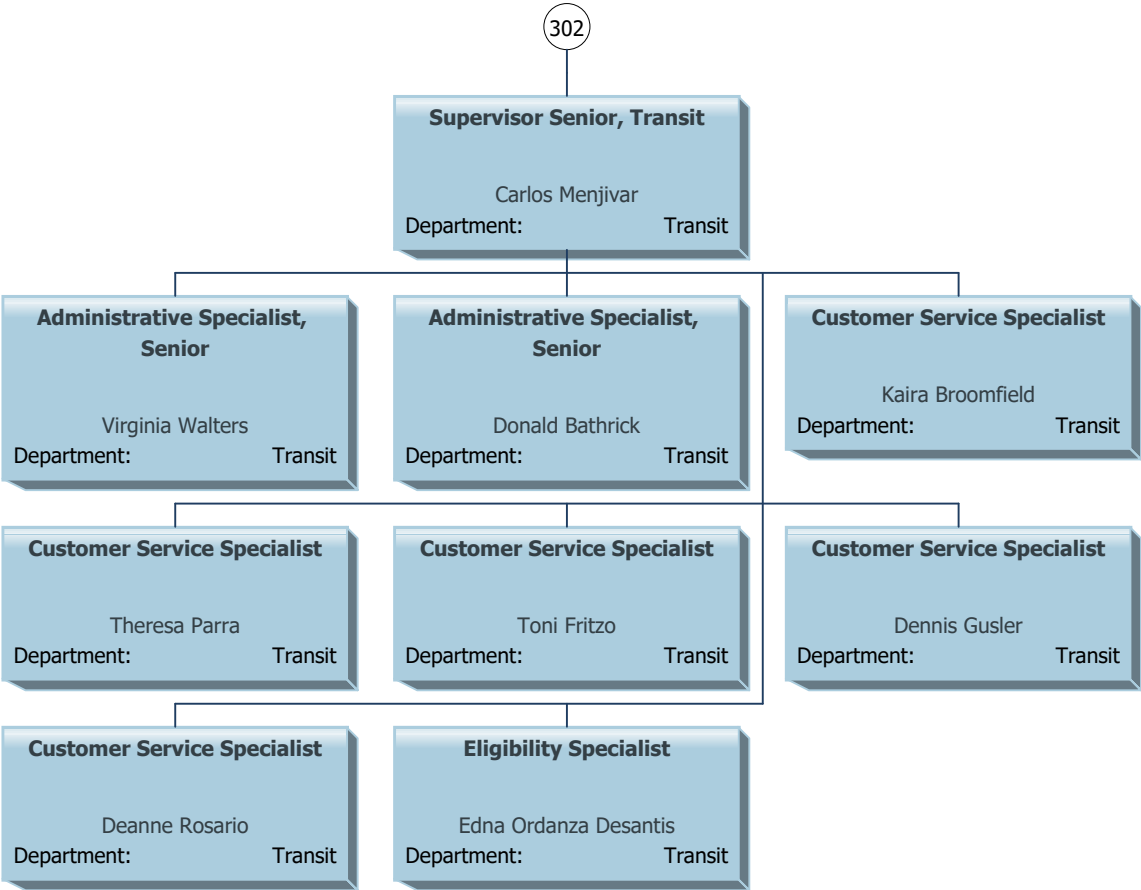 302
Supervisor Senior, Transit
Carlos Menjivar
Department: Transit
Administrative Specialist,
Senior
Virginia Walters
Department: Transit
Administrative Specialist,
Senior
Donald Bathrick
Department: Transit
Customer Service Specialist
Kaira Broomfield
Department: Transit
Customer Service Specialist
Theresa Parra
Department: Transit
Customer Service Specialist
Toni Fritzo
Department: Transit
Customer Service Specialist
Dennis Gusler
Department: Transit
Customer Service Specialist
Deanne Rosario
Department: Transit
Eligibility Specialist
Edna Ordanza Desantis
Department: Transit